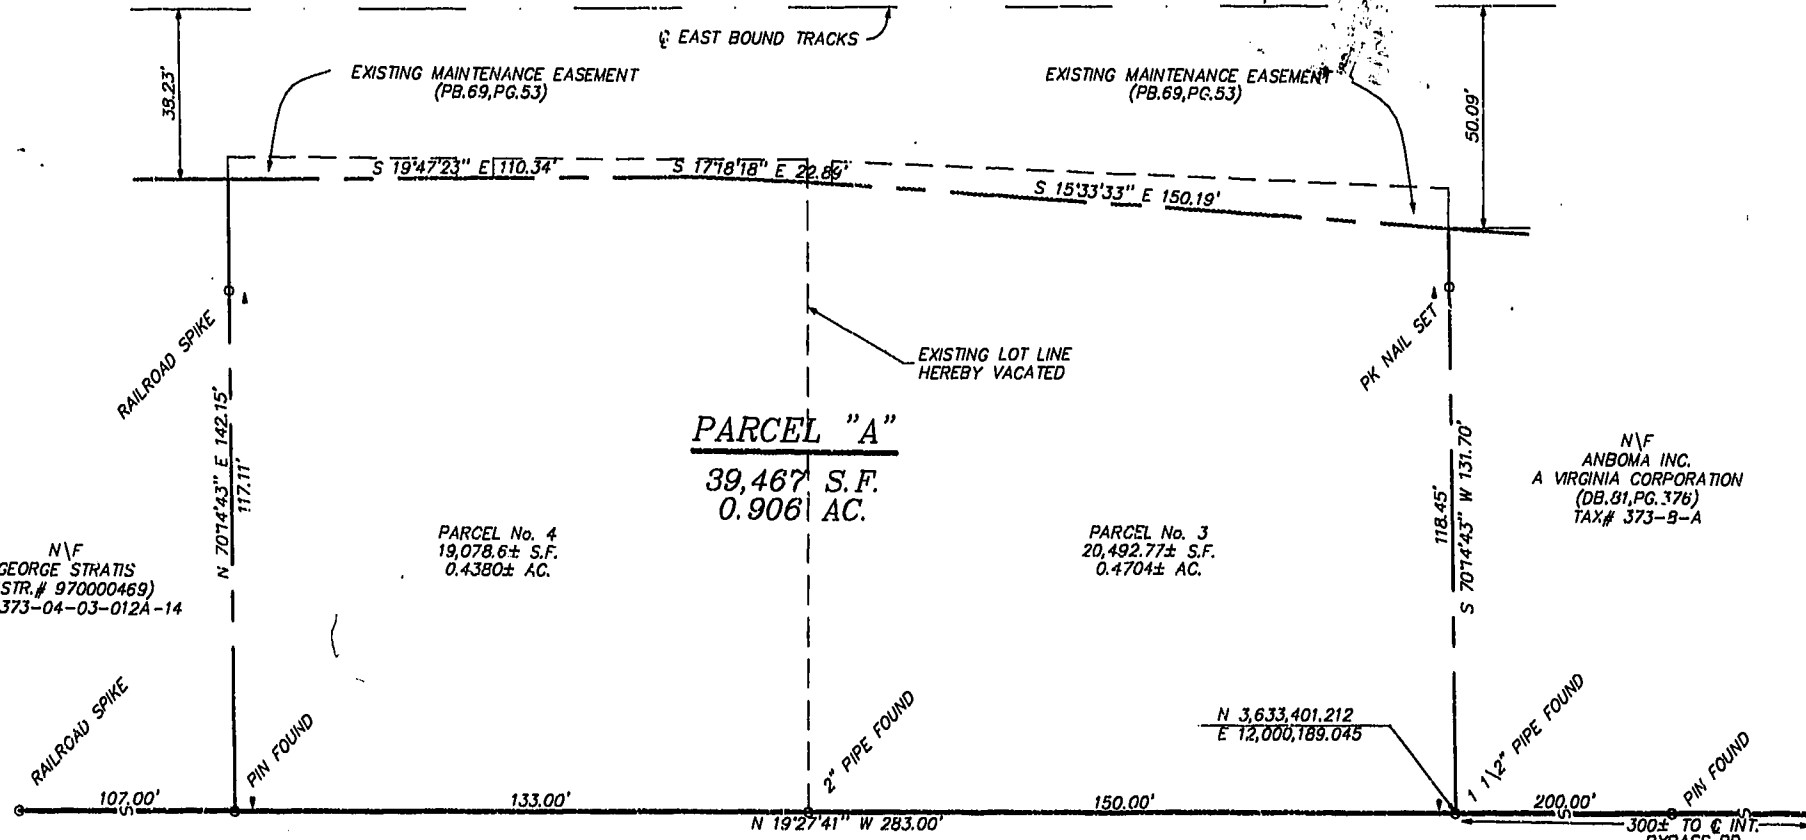 ℄ EAST BOUND TRACKS
38.23'
EXISTING MAINTENANCE EASEMENT
(PB.69,PG.53)
EXISTING MAINTENANCE EASEMENT
(PB.69,PG.53)
50.09'
S 19°47'23" E 110.34'
S 17°18'18" E 22.89'
S 15°33'33" E 150.19'
RAILROAD SPIKE
PK NAIL SET
EXISTING LOT LINE
HEREBY VACATED
N 70°14'43" E 142.15'
117.11'
PARCEL "A"
39,467 S.F.
0.906 AC.
118.45'
S 70°14'43" W 131.70'
N\F
ANBOMA INC.
A VIRGINIA CORPORATION
(DB.81,PG.376)
TAX# 373-B-A
PARCEL No. 4
19,078.6± S.F.
0.4380± AC.
PARCEL No. 3
20,492.77± S.F.
0.4704± AC.
N\F
GEORGE STRATIS
STR.# 970000469)
373-04-03-012A-14
RAILROAD SPIKE
PIN FOUND
2" PIPE FOUND
N 3,633,401.212
E 12,000,189.045
1 1\2" PIPE FOUND
PIN FOUND
107.00'
S
133.00'
150.00'
200.00'
S
S
N 19°27'41" W 283.00'
300± TO ℄ INT.
BYPASS RD.